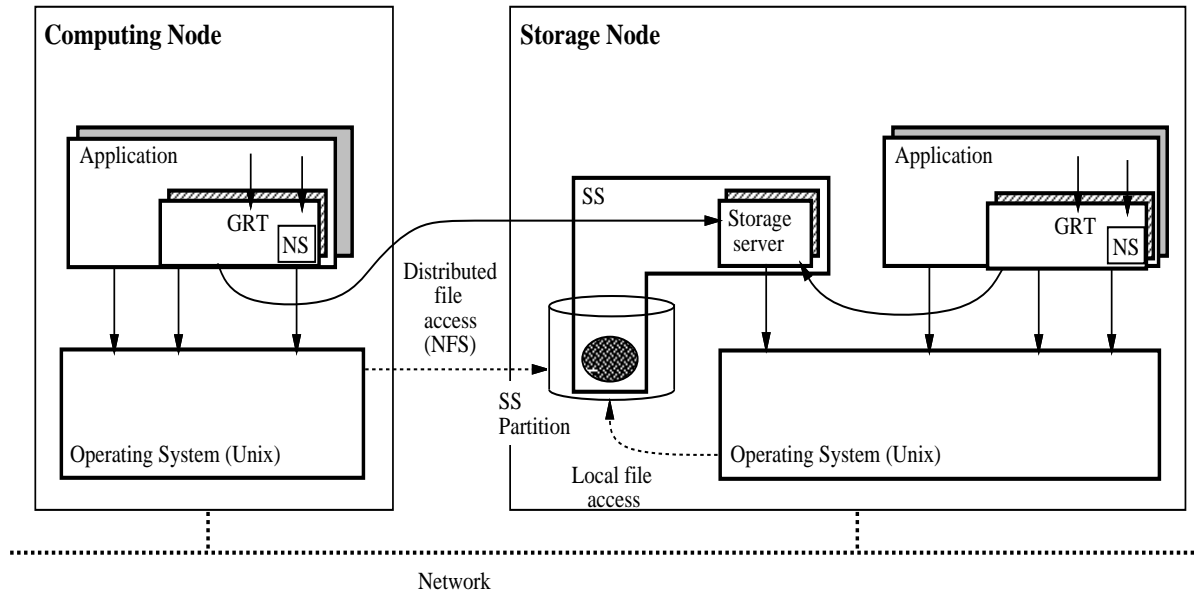 Computing Node
Storage Node
Application
GRT
NS
SS
Storage
server
Application
GRT
NS
Distributed
file
access
(NFS)
SS
Partition
Operating System (Unix)
Local file
access
Operating System (Unix)
Network